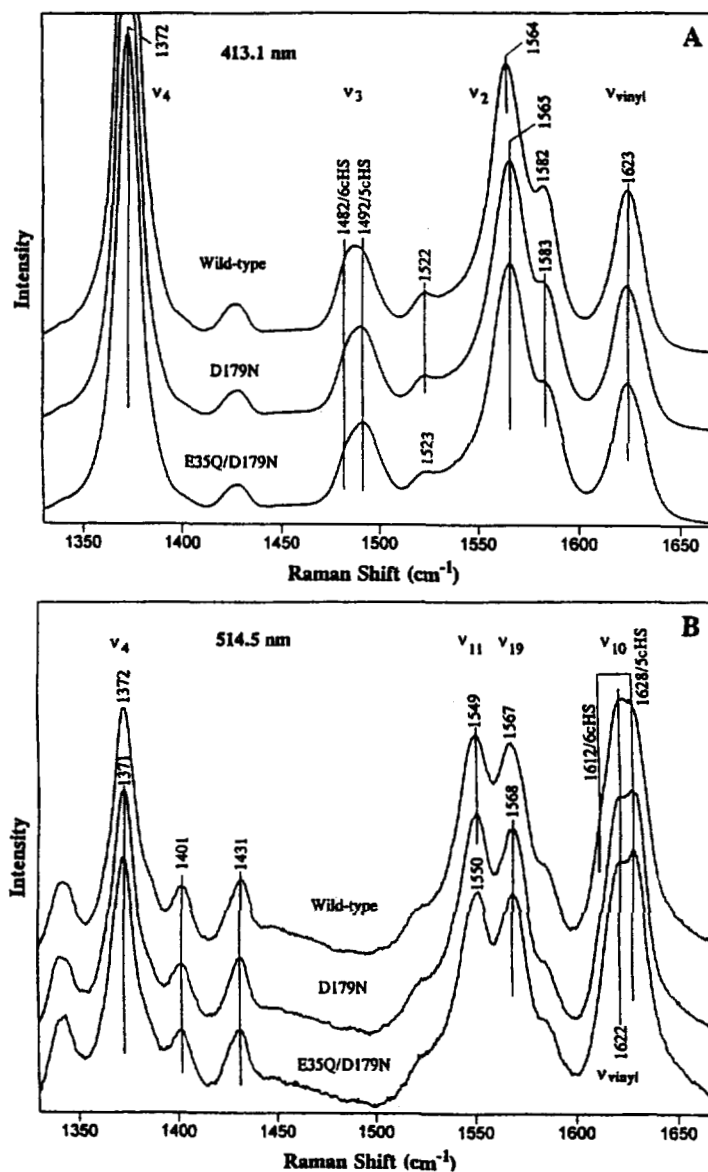 A
413.1 nm
1372
ν4
ν3
ν2
νvinyl
1564
1565
1482/6cHS
1492/5cHS
1522
1582
1583
1623
Wild-type
D179N
E35Q/D179N
1523
Intensity
1350 1400 1450 1500 1550 1600 1650
Raman Shift (cm-1)
B
514.5 nm
ν4
ν11 ν19
ν10
1372
1371
1401
1431
1549
1567
1568
1550
1612/6cHS
1628/5cHS
Wild-type
D179N
E35Q/D179N
1622
νvinyl
Intensity
1350 1400 1450 1500 1550 1600 1650
Raman Shift (cm-1)